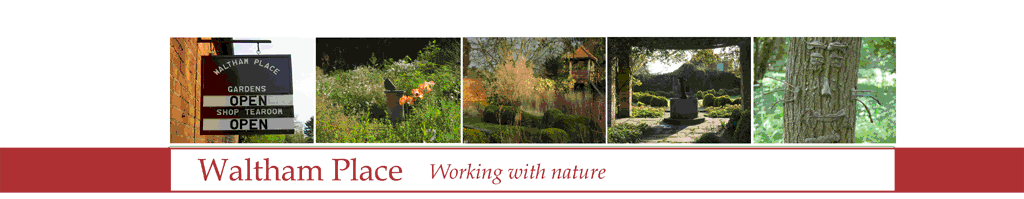 WALTHAM PLACE
GARDENS
OPEN
SHOP TEAROOM
OPEN
Waltham Place Working with nature